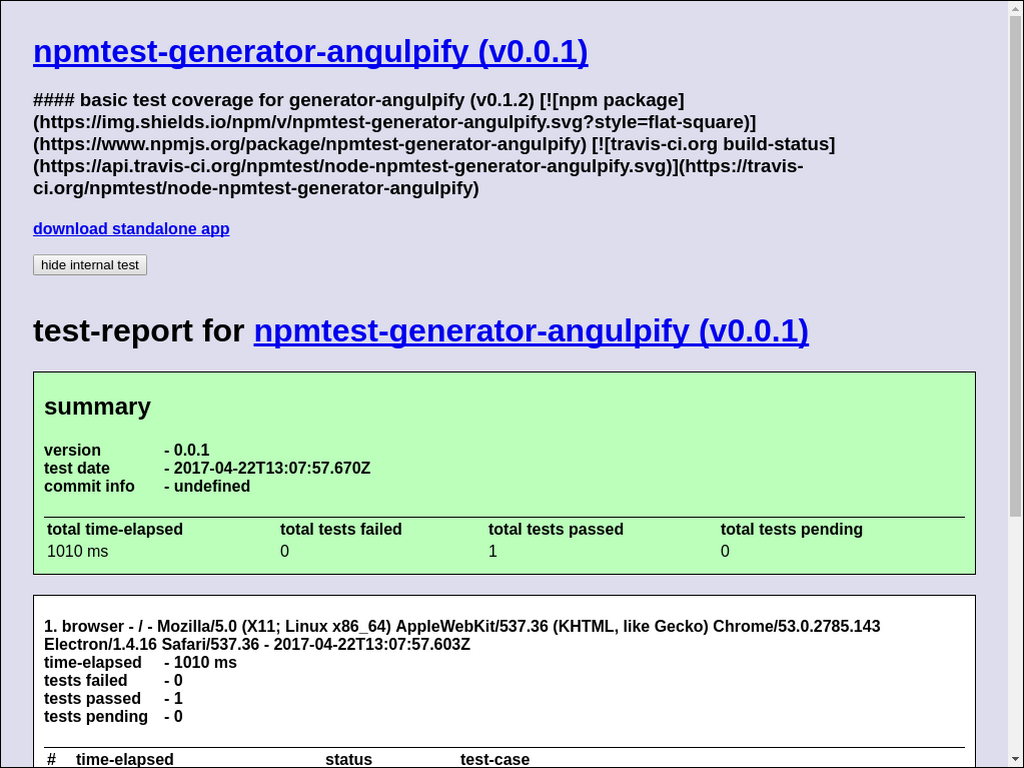 npmtest-generator-angulpify (v0.0.1)
#### basic test coverage for generator-angulpify (v0.1.2) [![npm package]
(https://img.shields.io/npm/v/npmtest-generator-angulpify.svg?style=flat-square)]
(https://www.npmjs.org/package/npmtest-generator-angulpify) [![travis-ci.org build-status]
(https://api.travis-ci.org/npmtest/node-npmtest-generator-angulpify.svg)](https://travis-
ci.org/npmtest/node-npmtest-generator-angulpify)
download standalone app
hide internal test
test-report for npmtest-generator-angulpify (v0.0.1)
summary
version - 0.0.1
test date - 2017-04-22T13:07:57.670Z
commit info - undefined
total time-elapsed total tests failed total tests passed total tests pending
1010 ms 0 1 0
1. browser - / - Mozilla/5.0 (X11; Linux x86_64) AppleWebKit/537.36 (KHTML, like Gecko) Chrome/53.0.2785.143
Electron/1.4.16 Safari/537.36 - 2017-04-22T13:07:57.603Z
time-elapsed - 1010 ms
tests failed - 0
tests passed - 1
tests pending - 0
# time-elapsed status test-case